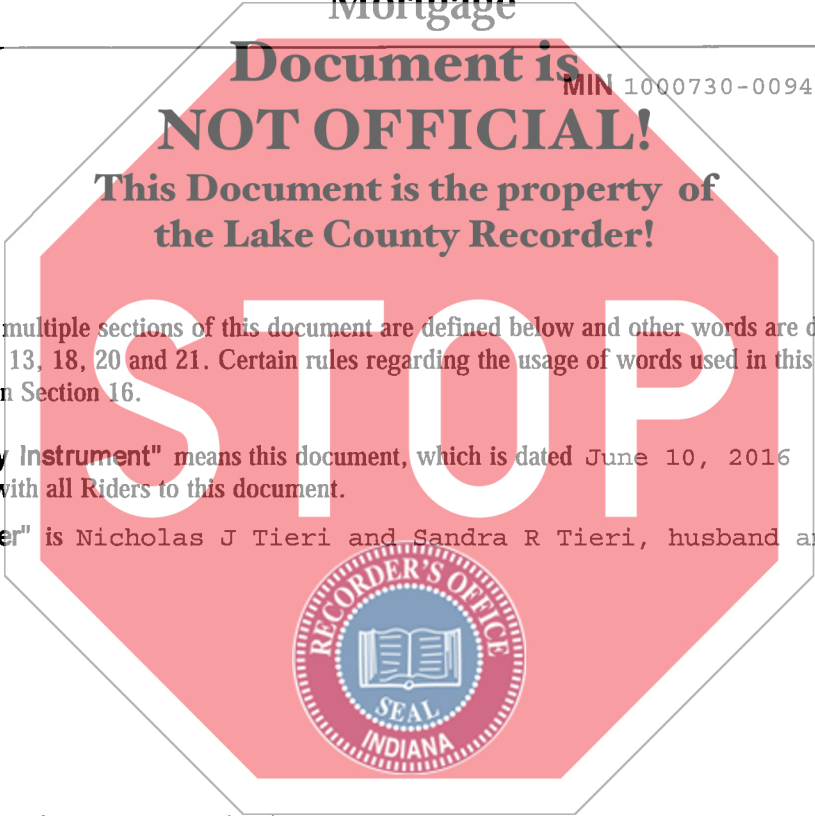 Mortgage
Document is
MIN 1000730-0094
NOT OFFICIAL!
This Document is the property of
the Lake County Recorder!
STOP
multiple sections of this document are defined below and other words are d
13, 18, 20 and 21. Certain rules regarding the usage of words used in this
n Section 16.
y Instrument" means this document, which is dated June 10, 2016
with all Riders to this document.
er" is Nicholas J Tieri and Sandra R Tieri, husband an
RECORDER'S OFFICE
SEAL
INDIANA